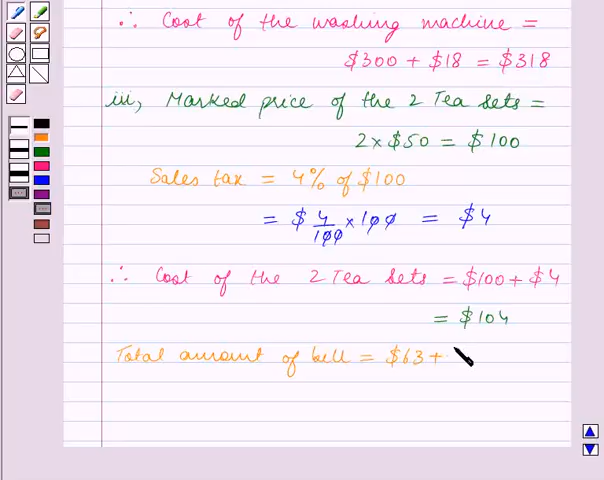 ∴ Cost of the washing machine =
$300 + $18 = $318
iii, Marked price of the 2 Tea sets =
2 × $50 = $100
Sales tax = 4% of $100
= $ 4/100 × 100 = $4
∴ Cost of the 2 Tea Sets = $100 + $4
= $104
Total amount of bill = $63 +